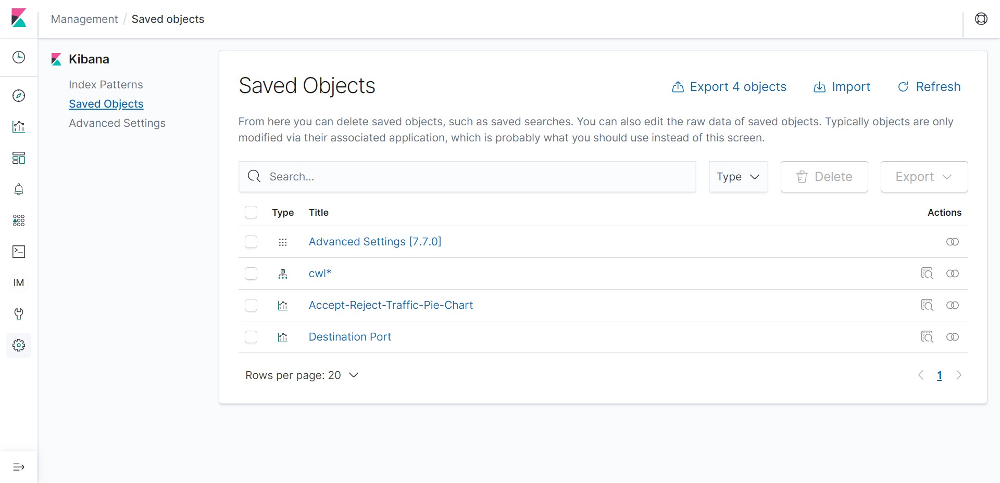 Management / Saved objects
Kibana
Index Patterns
Saved Objects
Advanced Settings
IM
Saved Objects
Export 4 objects
Import
Refresh
From here you can delete saved objects, such as saved searches. You can also edit the raw data of saved objects. Typically objects are only
modified via their associated application, which is probably what you should use instead of this screen.
Search...
Type
Delete
Export
Type Title Actions
Advanced Settings [7.7.0]
cwl*
Accept-Reject-Traffic-Pie-Chart
Destination Port
Rows per page: 20
1